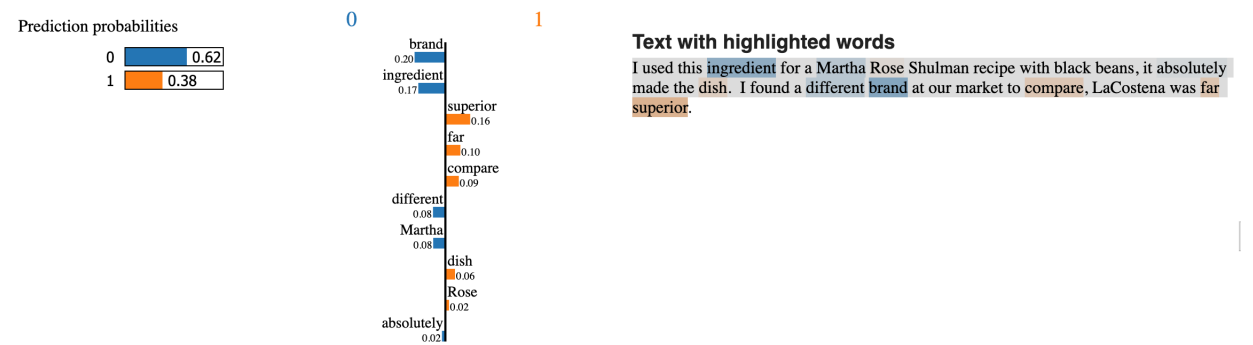 Prediction probabilities
0 0.62
1 0.38
0 1
brand
0.20
ingredient
0.17
superior
0.16
far
0.10
compare
0.09
different
0.08
Martha
0.08
dish
0.06
Rose
0.02
absolutely
0.02
Text with highlighted words
I used this ingredient for a Martha Rose Shulman recipe with black beans, it absolutely
made the dish. I found a different brand at our market to compare, LaCostena was far
superior.